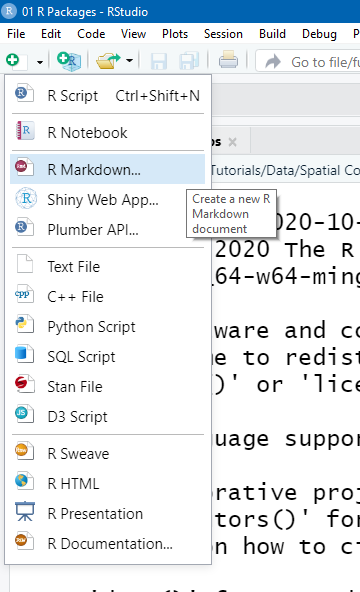 01 R Packages - RStudio
File Edit Code View Plots Session Build Debug
Go to file/fu
R Script Ctrl+Shift+N
R Notebook
R Markdown...
Tutorials/Data/Spatial Co
Shiny Web App...
Create a new R
Markdown
document
020-10-
Plumber API...
2020 The R
64-w64-ming
Text File
C++ File
ware and co
Python Script
e to redist
SQL Script
)' or 'lice
Stan File
D3 Script
uage suppor
R Sweave
R HTML
orative proj
R Presentation
tors()' for
R Documentation...
on how to ci